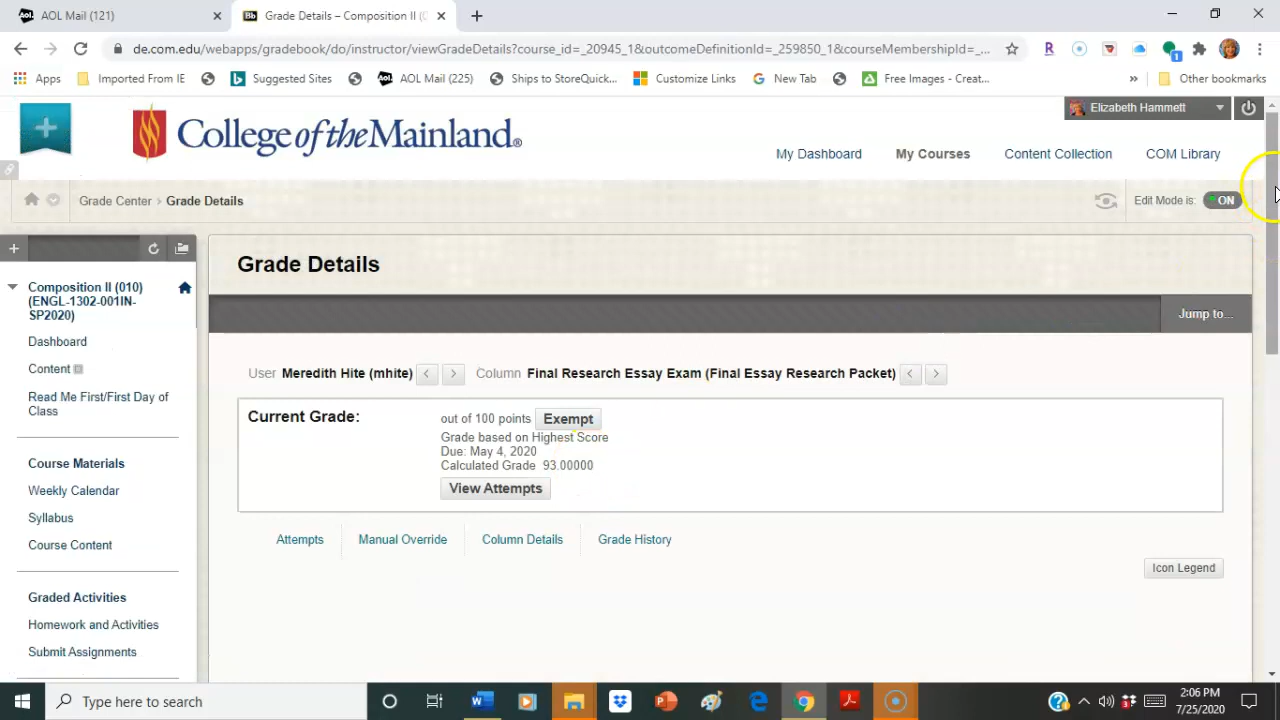 AOL Mail (121)
Bb Grade Details – Composition II (0
de.com.edu/webapps/gradebook/do/instructor/viewGradeDetails?course_id=_20945_1&outcomeDefinitionId=_259850_1&courseMembershipId=_...
Apps Imported From IE Suggested Sites Aol. AOL Mail (225) Ships to StoreQuick... Customize Links New Tab Free Images - Creat... » Other bookmarks
Elizabeth Hammett
College of the Mainland®
My Dashboard My Courses Content Collection COM Library
Grade Center Grade Details Edit Mode is: ON
Grade Details
Composition II (010)
(ENGL-1302-001IN-
SP2020)
Jump to...
Dashboard
Content
Read Me First/First Day of
Class
User Meredith Hite (mhite) < > Column Final Research Essay Exam (Final Essay Research Packet) < >
Current Grade: out of 100 points Exempt
Grade based on Highest Score
Due: May 4, 2020
Calculated Grade 93.00000
View Attempts
Course Materials
Weekly Calendar
Syllabus
Course Content
Attempts Manual Override Column Details Grade History
Icon Legend
Graded Activities
Homework and Activities
Submit Assignments
Type here to search
2:06 PM
7/25/2020